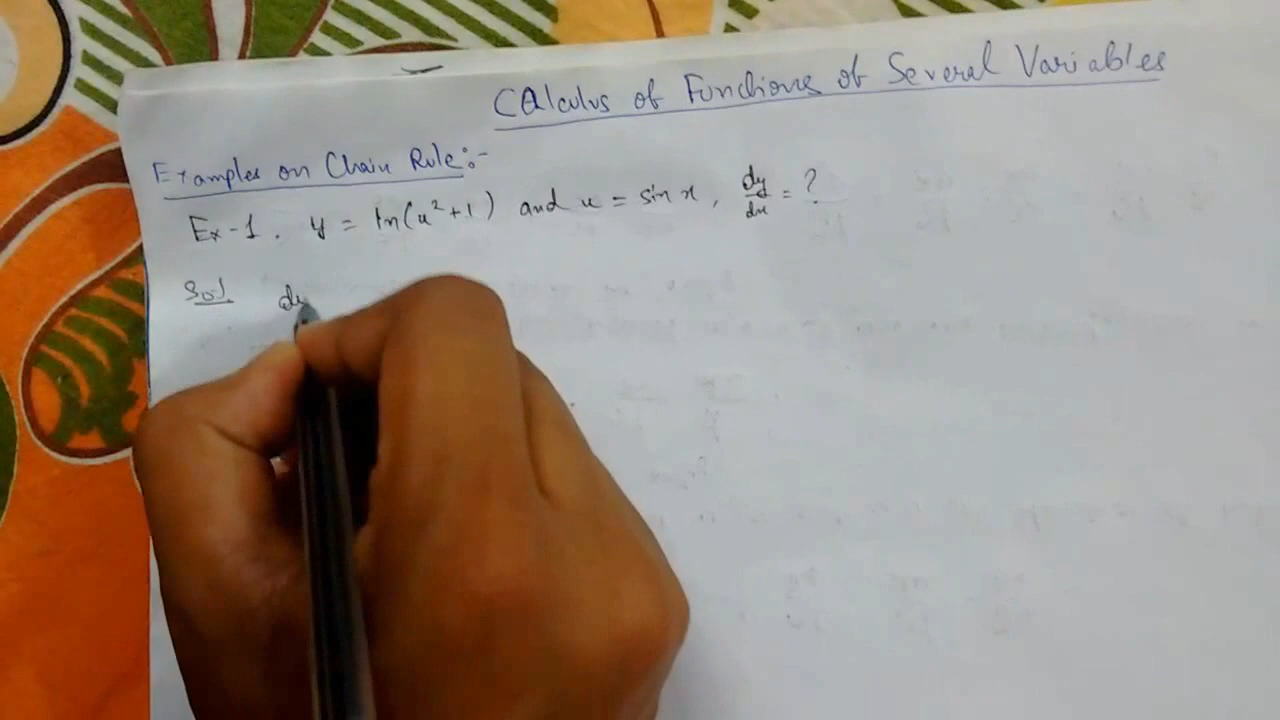 Calculus of Functions of Several Variables
Examples on Chain Rule:-
Ex-1. y = ln(u²+1) and u = sin x, dy/dx = ?
Sol dy